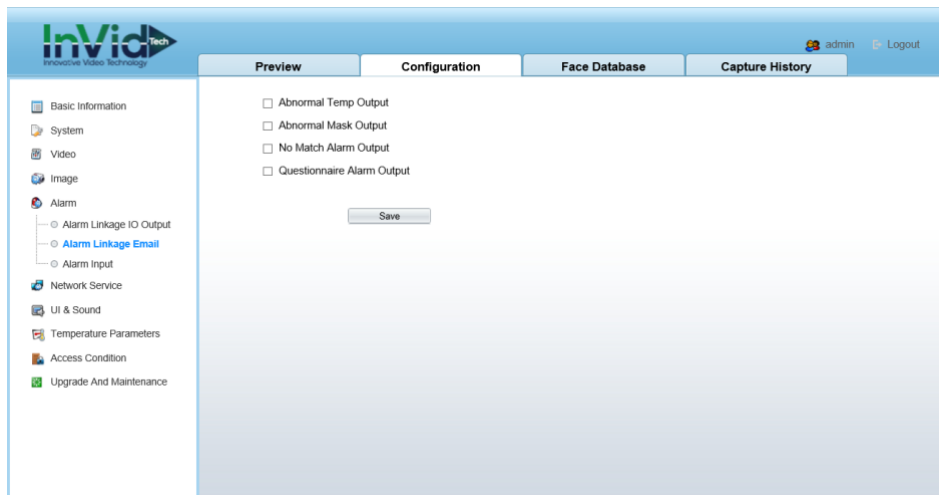 InVid Tech
Innovative Video Technology
admin
Logout
Preview
Configuration
Face Database
Capture History
Basic Information
System
Video
Image
Alarm
Alarm Linkage IO Output
Alarm Linkage Email
Alarm Input
Network Service
UI & Sound
Temperature Parameters
Access Condition
Upgrade And Maintenance
Abnormal Temp Output
Abnormal Mask Output
No Match Alarm Output
Questionnaire Alarm Output
Save